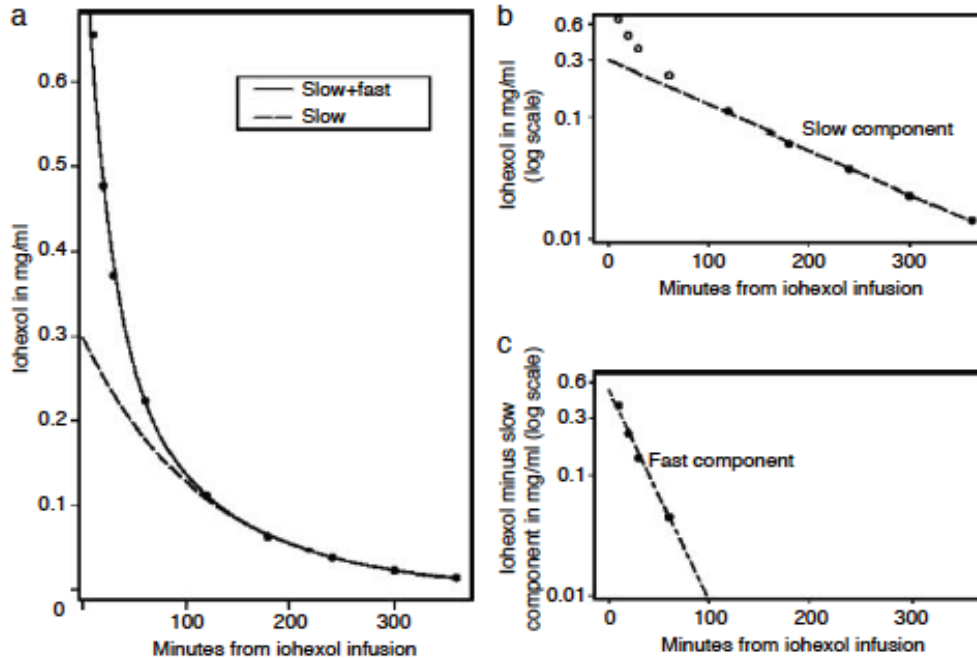 a
Iohexol in mg/ml
0.6
0.5
0.4
0.3
0.2
0.1
0
Slow+fast
Slow
100
200
300
Minutes from iohexol infusion
b
Iohexol in mg/ml
(log scale)
0.6
0.3
0.1
0.01
Slow component
0
100
200
300
Minutes from iohexol infusion
c
Iohexol minus slow
component in mg/ml (log scale)
0.6
0.3
0.1
0.01
Fast component
0
100
200
300
Minutes from iohexol infusion